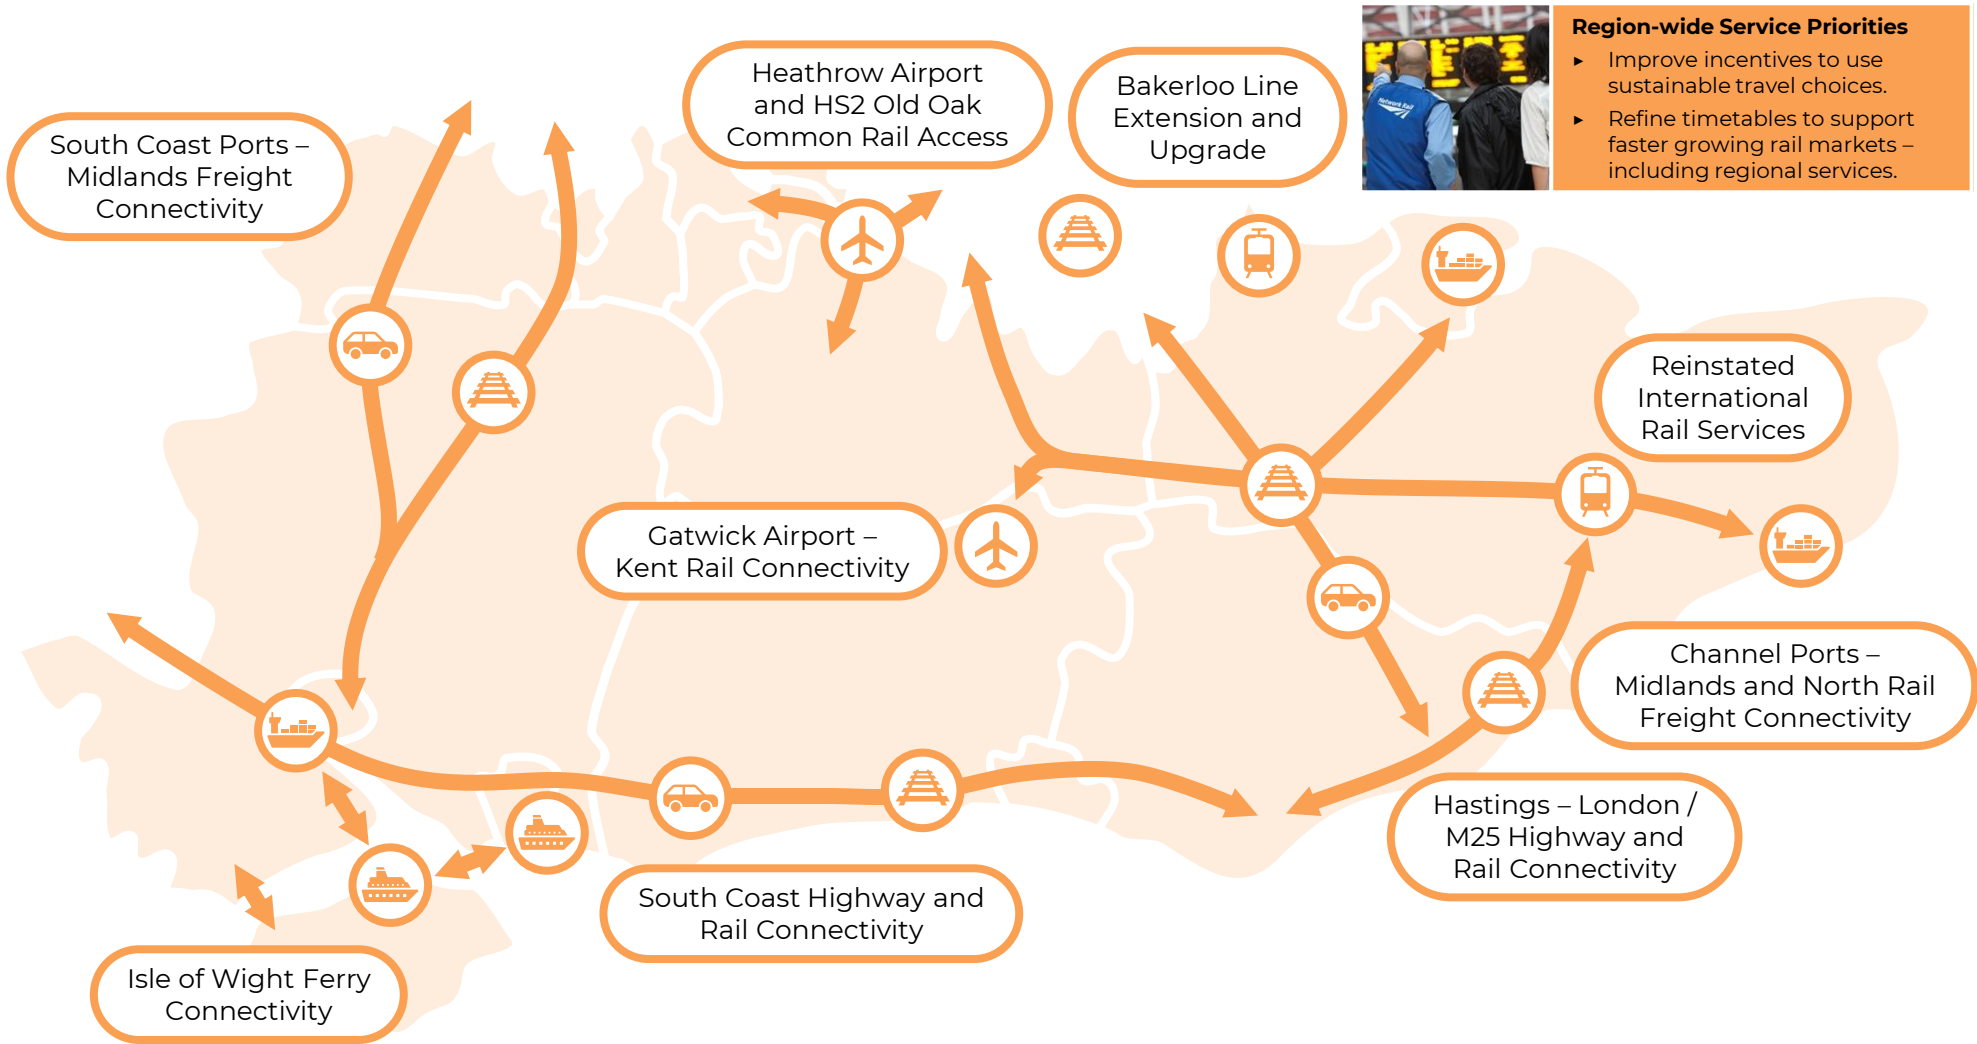 Region-wide Service Priorities
► Improve incentives to use
sustainable travel choices.
► Refine timetables to support
faster growing rail markets –
including regional services.
Network Rail
Heathrow Airport
and HS2 Old Oak
Common Rail Access
Bakerloo Line
Extension and
Upgrade
South Coast Ports –
Midlands Freight
Connectivity
Reinstated
International
Rail Services
Gatwick Airport –
Kent Rail Connectivity
Channel Ports –
Midlands and North Rail
Freight Connectivity
Hastings – London /
M25 Highway and
Rail Connectivity
South Coast Highway and
Rail Connectivity
Isle of Wight Ferry
Connectivity